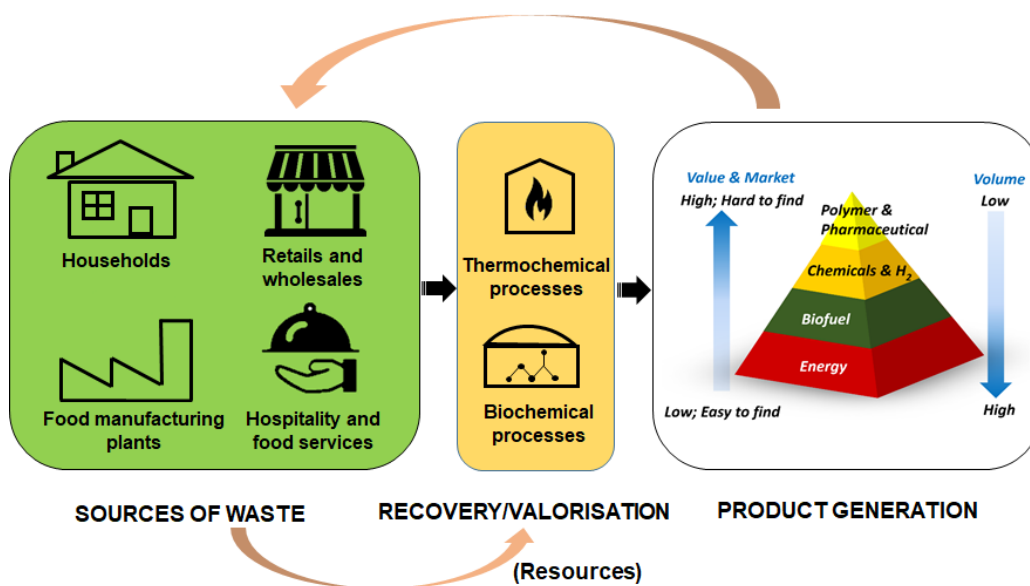 Households
Retails and
wholesales
Food manufacturing
plants
Hospitality and
food services
Thermochemical
processes
Biochemical
processes
Value & Market
High; Hard to find
Low; Easy to find
Polymer &
Pharmaceutical
Chemicals & H₂
Biofuel
Energy
Volume
Low
High
SOURCES OF WASTE
RECOVERY/VALORISATION
PRODUCT GENERATION
(Resources)